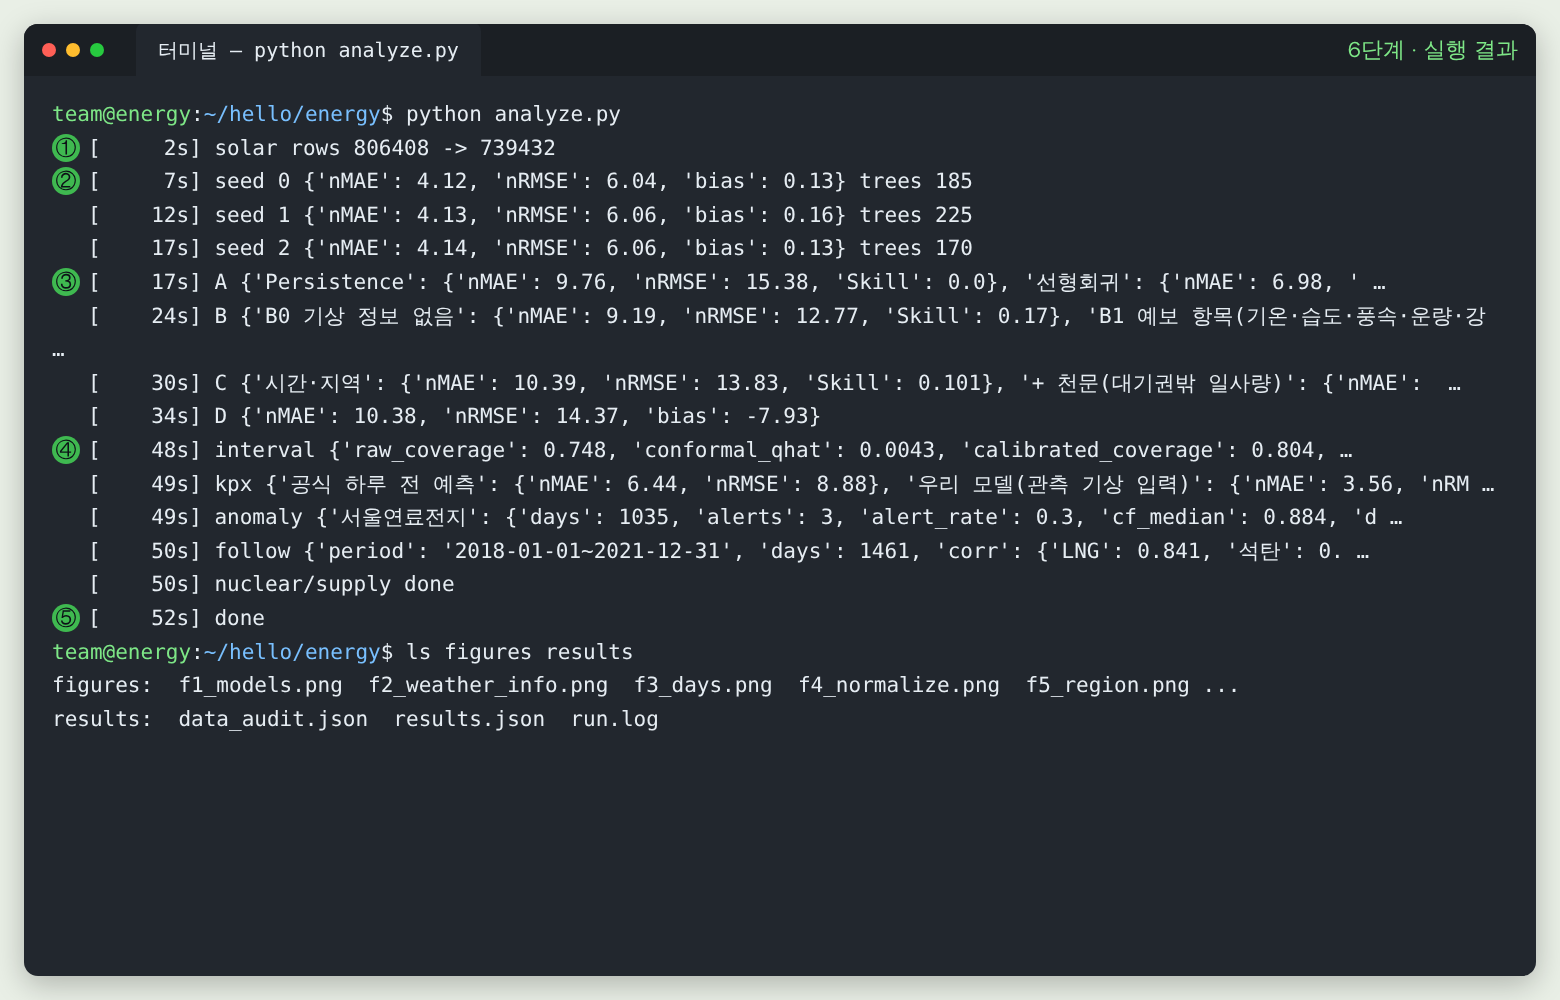 터미널 — python analyze.py
6단계 · 실행 결과
team@energy:~/hello/energy$ python analyze.py
① [     2s] solar rows 806408 -> 739432
② [     7s] seed 0 {'nMAE': 4.12, 'nRMSE': 6.04, 'bias': 0.13} trees 185
[    12s] seed 1 {'nMAE': 4.13, 'nRMSE': 6.06, 'bias': 0.16} trees 225
[    17s] seed 2 {'nMAE': 4.14, 'nRMSE': 6.06, 'bias': 0.13} trees 170
③ [    17s] A {'Persistence': {'nMAE': 9.76, 'nRMSE': 15.38, 'Skill': 0.0}, '선형회귀': {'nMAE': 6.98, ' …
[    24s] B {'B0 기상 정보 없음': {'nMAE': 9.19, 'nRMSE': 12.77, 'Skill': 0.17}, 'B1 예보 항목(기온·습도·풍속·운량·강
…
[    30s] C {'시간·지역': {'nMAE': 10.39, 'nRMSE': 13.83, 'Skill': 0.101}, '+ 천문(대기권밖 일사량)': {'nMAE':  …
[    34s] D {'nMAE': 10.38, 'nRMSE': 14.37, 'bias': -7.93}
④ [    48s] interval {'raw_coverage': 0.748, 'conformal_qhat': 0.0043, 'calibrated_coverage': 0.804, …
[    49s] kpx {'공식 하루 전 예측': {'nMAE': 6.44, 'nRMSE': 8.88}, '우리 모델(관측 기상 입력)': {'nMAE': 3.56, 'nRM …
[    49s] anomaly {'서울연료전지': {'days': 1035, 'alerts': 3, 'alert_rate': 0.3, 'cf_median': 0.884, 'd …
[    50s] follow {'period': '2018-01-01~2021-12-31', 'days': 1461, 'corr': {'LNG': 0.841, '석탄': 0. …
[    50s] nuclear/supply done
⑤ [    52s] done
team@energy:~/hello/energy$ ls figures results
figures:  f1_models.png  f2_weather_info.png  f3_days.png  f4_normalize.png  f5_region.png ...
results:  data_audit.json  results.json  run.log